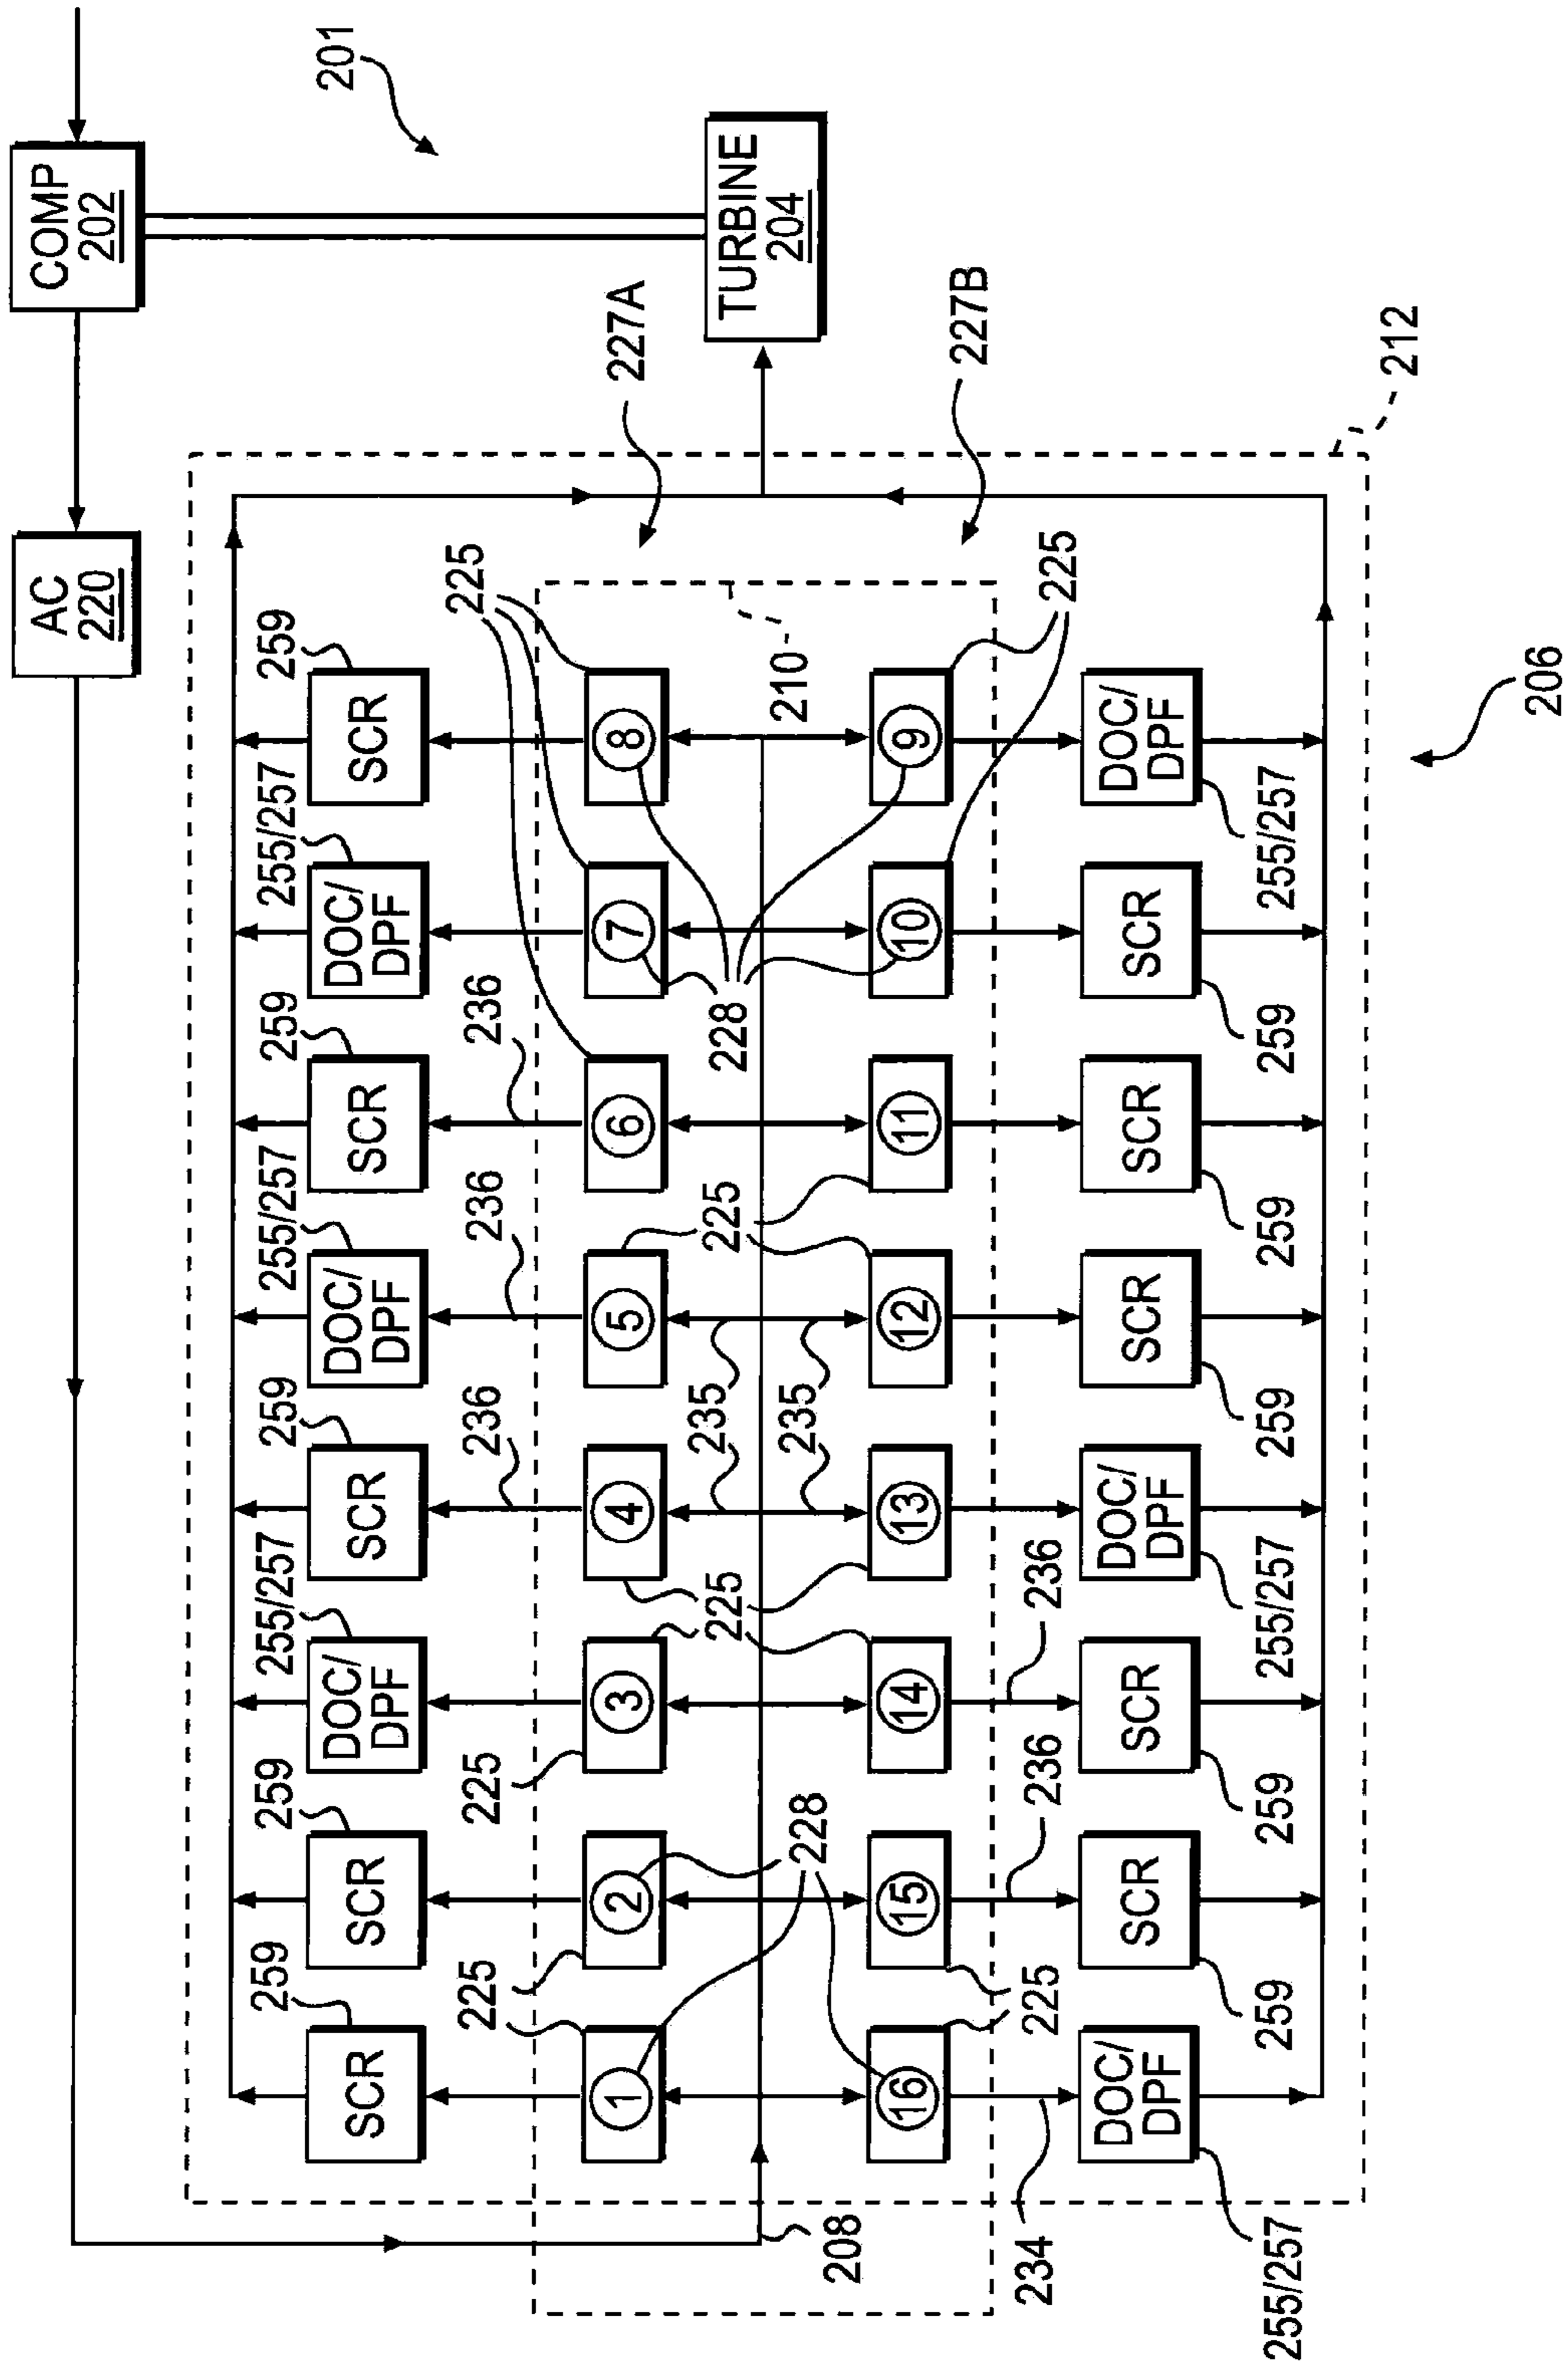 AC
220
COMP
202
201
259
259
255/257
259
255/257
259
255/257
259
SCR
SCR
DOC/
DPF
SCR
DOC/
DPF
SCR
DOC/
DPF
SCR
225
225
236
236
236
225
1
2
3
4
5
6
7
8
227A
225
235
225
228
TURBINE
204
228
235
210
208
16
15
14
13
12
11
10
9
227B
234
225
236
236
225
DOC/
DPF
SCR
SCR
DOC/
DPF
SCR
SCR
SCR
DOC/
DPF
255/257
259
259
255/257
259
259
259
255/257
212
206